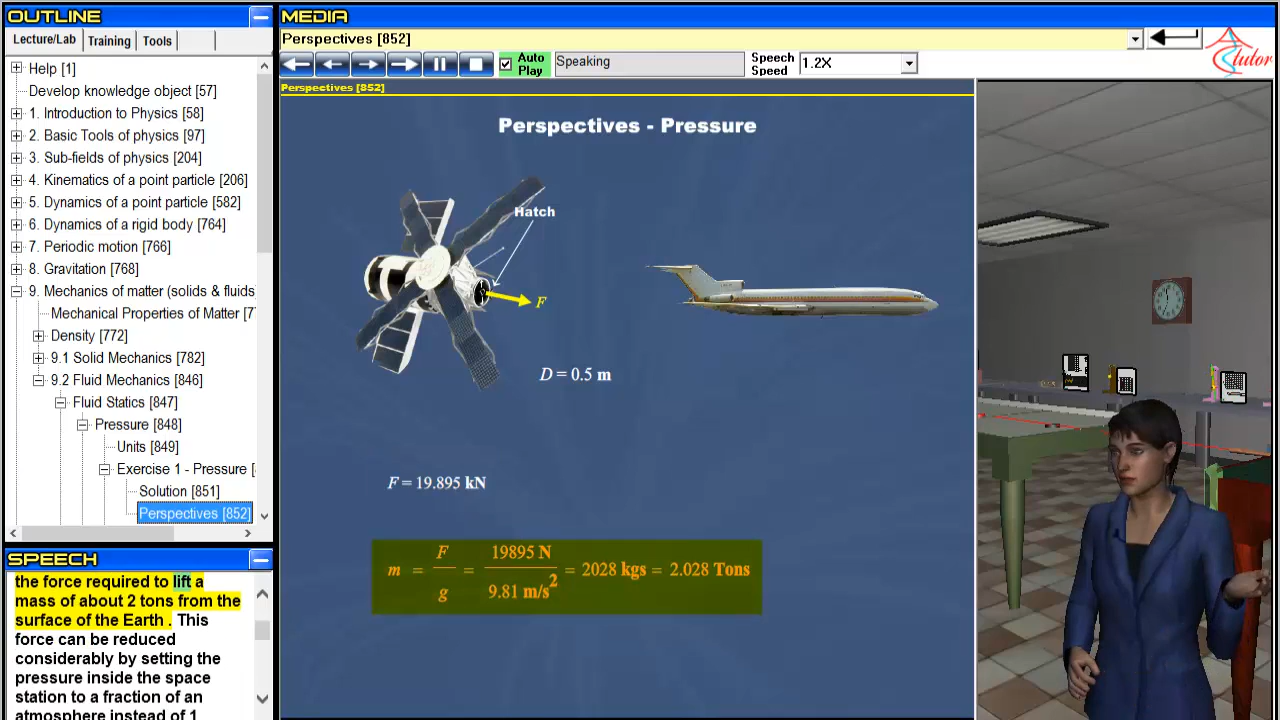 OUTLINE
Lecture/Lab Training Tools
Help [1]
Develop knowledge object [57]
1. Introduction to Physics [58]
2. Basic Tools of physics [97]
3. Sub-fields of physics [204]
4. Kinematics of a point particle [206]
5. Dynamics of a point particle [582]
6. Dynamics of a rigid body [764]
7. Periodic motion [766]
8. Gravitation [768]
9. Mechanics of matter (solids & fluids)
Mechanical Properties of Matter [77
Density [772]
9.1 Solid Mechanics [782]
9.2 Fluid Mechanics [846]
Fluid Statics [847]
Pressure [848]
Units [849]
Exercise 1 - Pressure [
Solution [851]
Perspectives [852]
SPEECH
the force required to lift a
mass of about 2 tons from the
surface of the Earth . This
force can be reduced
considerably by setting the
pressure inside the space
station to a fraction of an
atmosphere instead of 1
MEDIA
Perspectives [852]
Auto
Play
Speaking
Speech
Speed
1.2X
tutor
Perspectives [852]
Perspectives - Pressure
Hatch
F
D = 0.5 m
F = 19.895 kN
m = F / g = 19895 N / 9.81 m/s² = 2028 kgs = 2.028 Tons